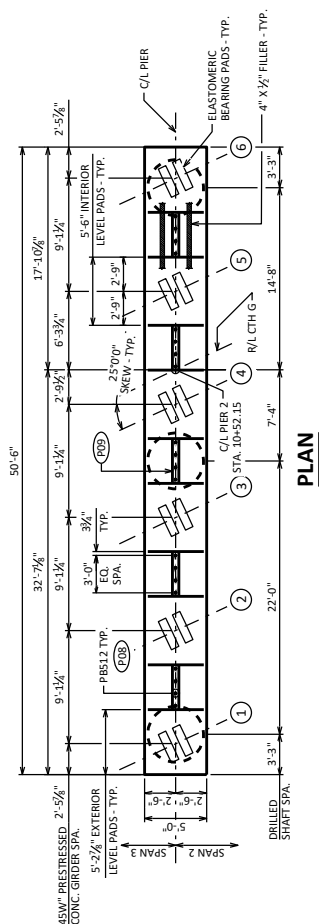 50'-6"
32'-7⅛"
17'-10⅞"
45W" PRESTRESSED
CONC. GIRDER SPA.
2'-5⅞"
9'-1¼"
9'-1¼"
9'-1¼"
2'-9½"
6'-3¾"
9'-1¼"
2'-5⅞"
5'-2⅞" EXTERIOR
LEVEL PADS - TYP.
PB512 TYP.
P08
3'-0"
EQ.
SPA.
3¾"
TYP.
P09
25°0'0"
SKEW - TYP.
5'-6" INTERIOR
LEVEL PADS - TYP.
2'-9"
2'-9"
C/L PIER
ELASTOMERIC
BEARING PADS - TYP.
4" X ½" FILLER - TYP.
SPAN 3
SPAN 2
5'-0"
2'-6"
2'-6"
1
2
3
4
5
6
C/L PIER 2
STA. 10+52.15
R/L CTH G
DRILLED
SHAFT SPA.
3'-3"
22'-0"
7'-4"
14'-8"
3'-3"
PLAN